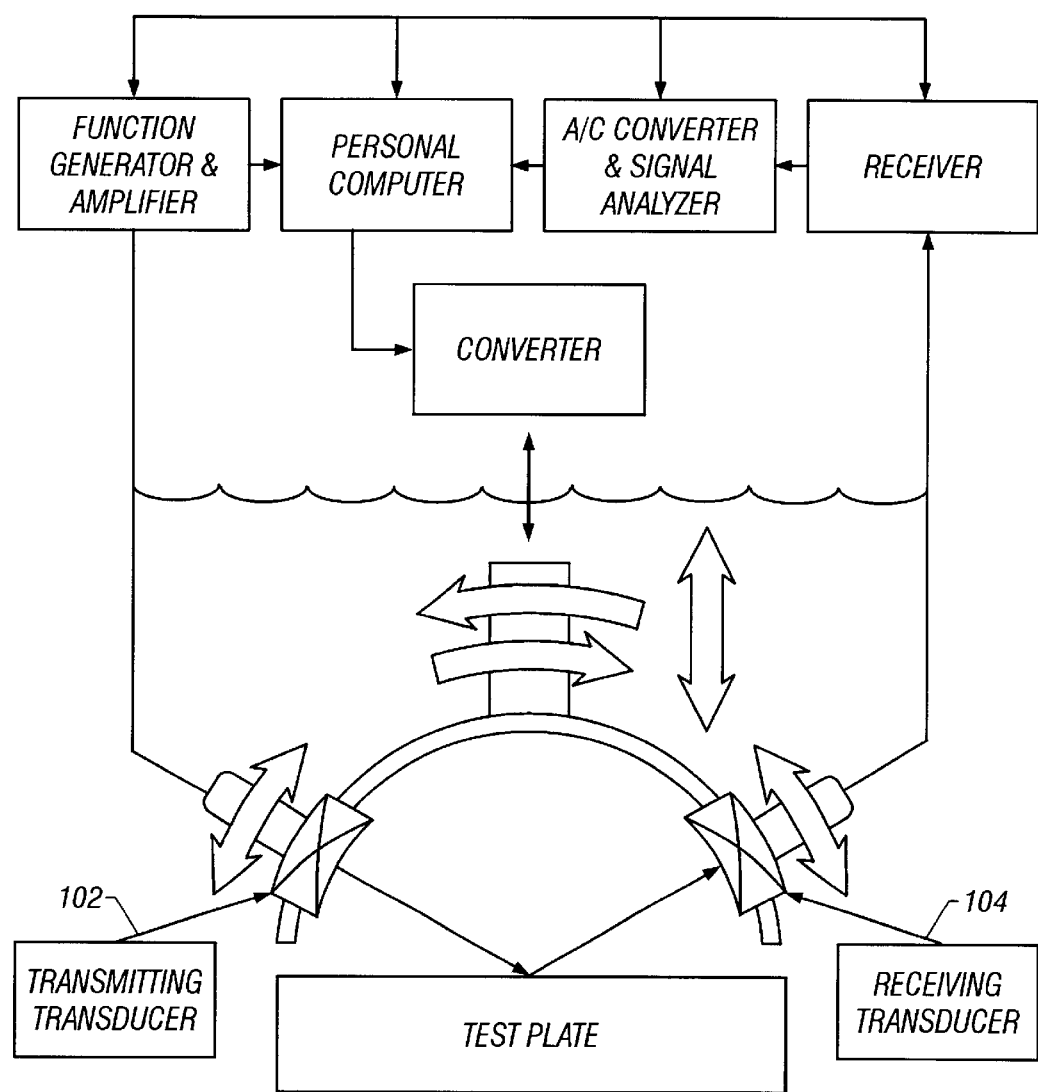 FUNCTION
GENERATOR &
AMPLIFIER
PERSONAL
COMPUTER
A/C CONVERTER
& SIGNAL
ANALYZER
RECEIVER
CONVERTER
102
104
TRANSMITTING
TRANSDUCER
TEST PLATE
RECEIVING
TRANSDUCER